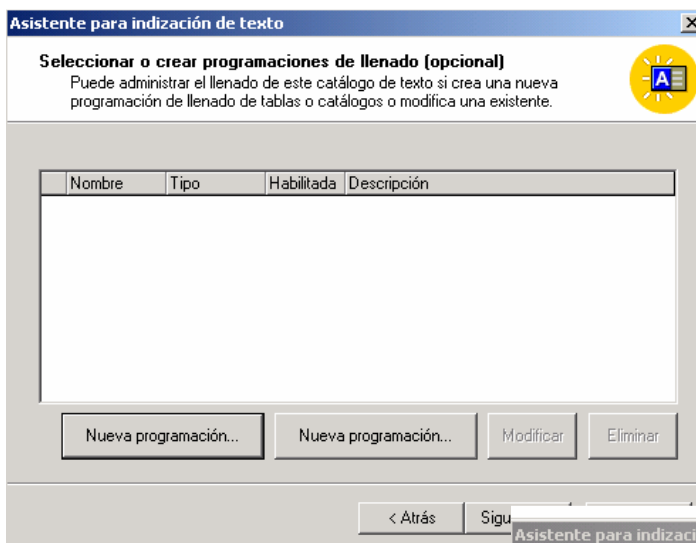 Asistente para indización de texto
Seleccionar o crear programaciones de llenado (opcional)
Puede administrar el llenado de este catálogo de texto si crea una nueva
programación de llenado de tablas o catálogos o modifica una existente.
Nombre Tipo Habilitada Descripción
Nueva programación... Nueva programación... Modificar Eliminar
< Atrás Sigu
Asistente para indizaci